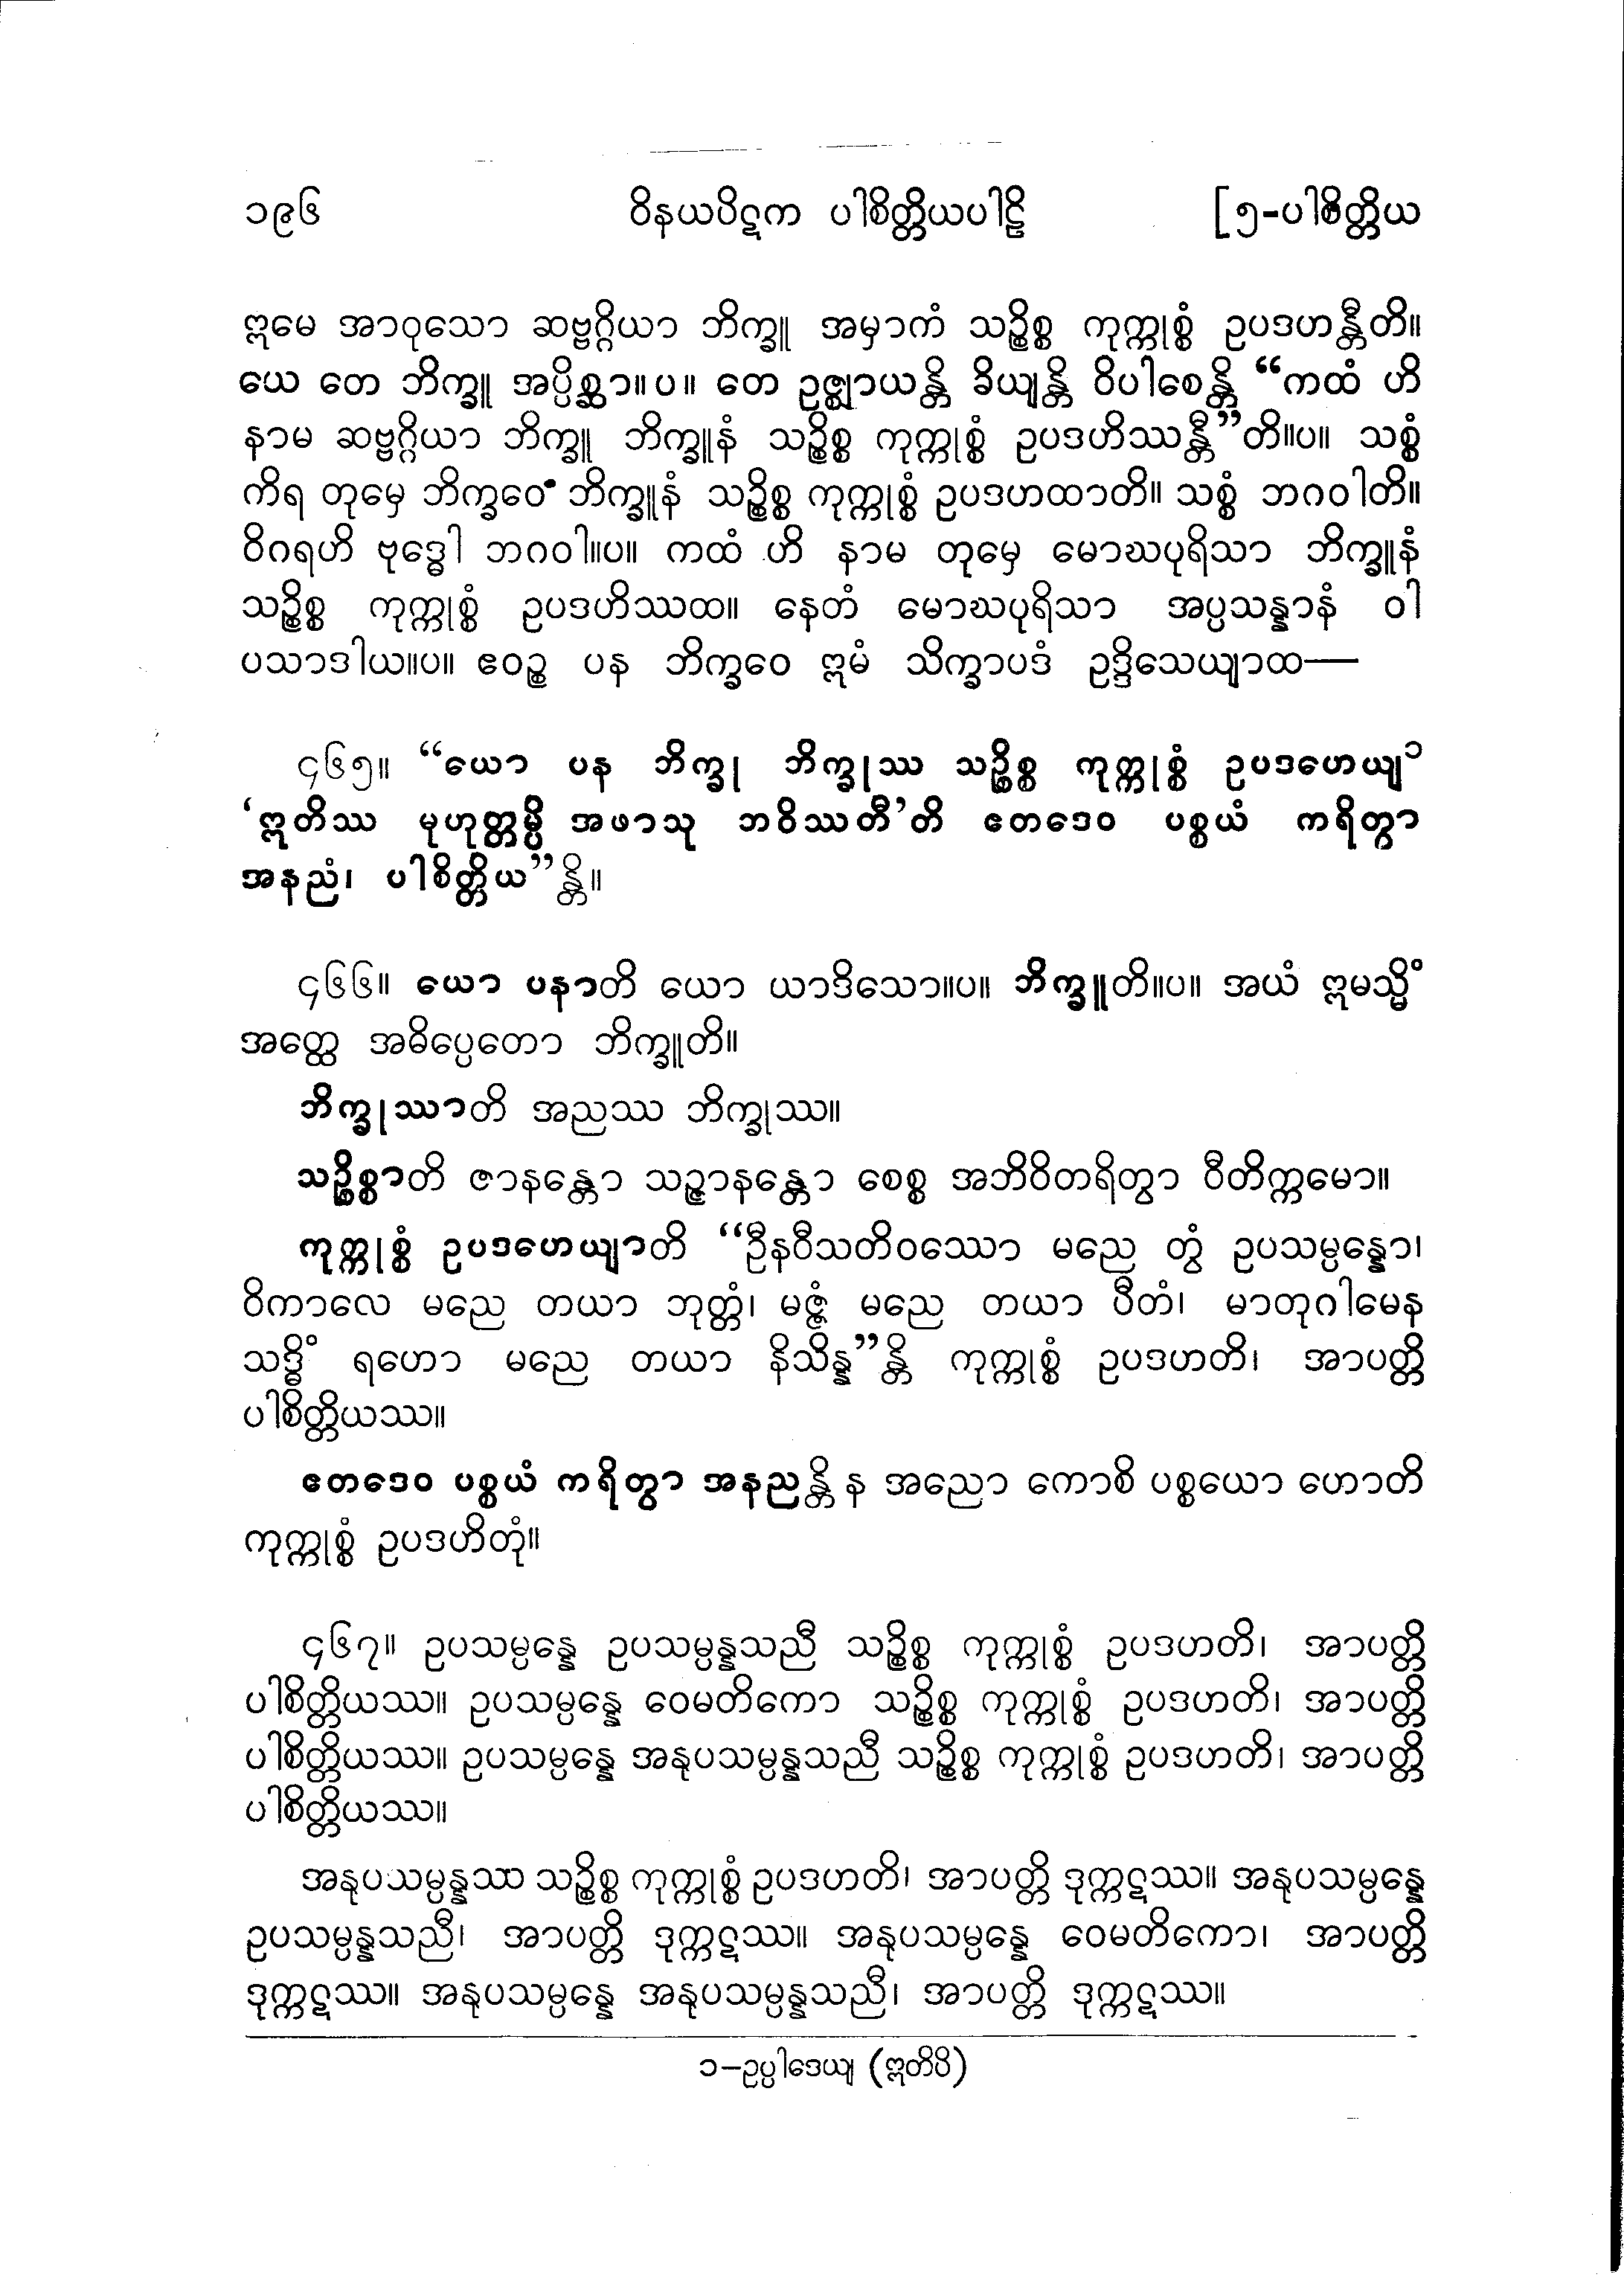 ၁၉၆ ဝိနယပိဋက ပါစိတ္တိယပါဠိ [၅-ပါစိတ္တိယ
ဣမေ အာဝုသော ဆဗ္ဗဂ္ဂိယာ ဘိက္ခူ အမှာကံ သဉ္စိစ္စ ကုက္ကုစ္စံ ဥပဒဟန္တီတိ။
ယေ တေ ဘိက္ခူ အပ္ပိစ္ဆာ။ပ။ တေ ဥဇ္ဈာယန္တိ ခိယျန္တိ ဝိပါစေန္တိ “ကထံ ဟိ
နာမ ဆဗ္ဗဂ္ဂိယာ ဘိက္ခူ ဘိက္ခူနံ သဉ္စိစ္စ ကုက္ကုစ္စံ ဥပဒဟိဿန္တီ”တိ။ပ။ သစ္စံ
ကိရ တုမှေ ဘိက္ခဝေ ဘိက္ခူနံ သဉ္စိစ္စ ကုက္ကုစ္စံ ဥပဒဟထာတိ။ သစ္စံ ဘဂဝါတိ။
ဝိဂရဟိ ဗုဒ္ဓေါ ဘဂဝါ။ပ။ ကထံ ဟိ နာမ တုမှေ မောဃပုရိသာ ဘိက္ခူနံ
သဉ္စိစ္စ ကုက္ကုစ္စံ ဥပဒဟိဿထ။ နေတံ မောဃပုရိသာ အပ္ပသန္နာနံ ဝါ
ပသာဒါယ။ပ။ ဧဝဉ္စ ပန ဘိက္ခဝေ ဣမံ သိက္ခာပဒံ ဥဒ္ဒိသေယျာထ—
၄၆၅။ “ယော ပန ဘိက္ခု ဘိက္ခုဿ သဉ္စိစ္စ ကုက္ကုစ္စံ ဥပဒဟေယျ၁
‘ဣတိဿ မုဟုတ္တမ္ပိ အဖာသု ဘဝိဿတီ’တိ ဧတဒေဝ ပစ္စယံ ကရိတွာ
အနညံ၊ ပါစိတ္တိယ”န္တိ။
၄၆၆။ ယော ပနာတိ ယော ယာဒိသော။ပ။ ဘိက္ခူတိ။ပ။ အယံ ဣမသ္မိံ
အတ္ထေ အဓိပ္ပေတော ဘိက္ခူတိ။
ဘိက္ခုဿာတိ အညဿ ဘိက္ခုဿ။
သဉ္စိစ္စာတိ ဇာနန္တော သဉ္ဇာနန္တော စေစ္စ အဘိဝိတရိတွာ ဝီတိက္ကမော။
ကုက္ကုစ္စံ ဥပဒဟေယျာတိ “ဦနဝီသတိဝဿော မညေ တွံ ဥပသမ္ပန္နော၊
ဝိကာလေ မညေ တယာ ဘုတ္တံ၊ မဇ္ဇံ မညေ တယာ ပီတံ၊ မာတုဂါမေန
သဒ္ဓိံ ရဟော မညေ တယာ နိသိန္န”န္တိ ကုက္ကုစ္စံ ဥပဒဟတိ၊ အာပတ္တိ
ပါစိတ္တိယဿ။
ဧတဒေဝ ပစ္စယံ ကရိတွာ အနညန္တိ န အညော ကောစိ ပစ္စယော ဟောတိ
ကုက္ကုစ္စံ ဥပဒဟိတုံ။
၄၆၇။ ဥပသမ္ပန္နေ ဥပသမ္ပန္နသညီ သဉ္စိစ္စ ကုက္ကုစ္စံ ဥပဒဟတိ၊ အာပတ္တိ
ပါစိတ္တိယဿ။ ဥပသမ္ပန္နေ ဝေမတိကော သဉ္စိစ္စ ကုက္ကုစ္စံ ဥပဒဟတိ၊ အာပတ္တိ
ပါစိတ္တိယဿ။ ဥပသမ္ပန္နေ အနုပသမ္ပန္နသညီ သဉ္စိစ္စ ကုက္ကုစ္စံ ဥပဒဟတိ၊ အာပတ္တိ
ပါစိတ္တိယဿ။
အနုပသမ္ပန္နဿ သဉ္စိစ္စ ကုက္ကုစ္စံ ဥပဒဟတိ၊ အာပတ္တိ ဒုက္ကဋဿ။ အနုပသမ္ပန္နေ
ဥပသမ္ပန္နသညီ၊ အာပတ္တိ ဒုက္ကဋဿ။ အနုပသမ္ပန္နေ ဝေမတိကော၊ အာပတ္တိ
ဒုက္ကဋဿ။ အနုပသမ္ပန္နေ အနုပသမ္ပန္နသညီ၊ အာပတ္တိ ဒုက္ကဋဿ။
၁–ဥပ္ပါဒေယျ (ဣတိပိ)